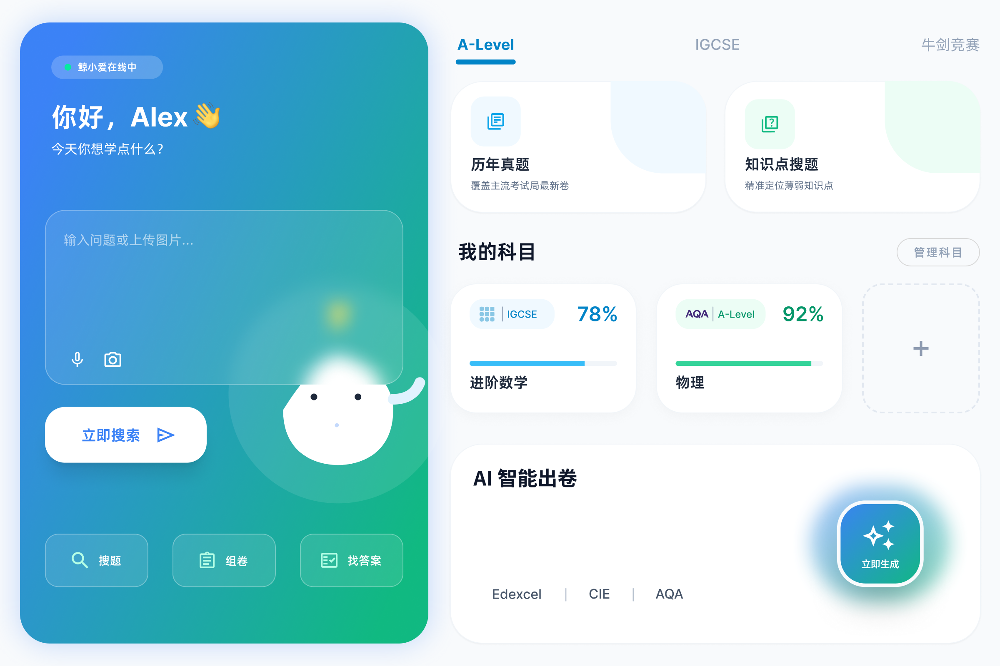 鲸小爱在线中
你好，Alex 👋
今天你想学点什么？
输入问题或上传图片...
立即搜索
搜题
组卷
找答案
A-Level
IGCSE
牛剑竞赛
历年真题
覆盖主流考试局最新卷
知识点搜题
精准定位薄弱知识点
我的科目
管理科目
IGCSE
78%
进阶数学
AQA | A-Level
92%
物理
+
AI 智能出卷
Edexcel | CIE | AQA
立即生成